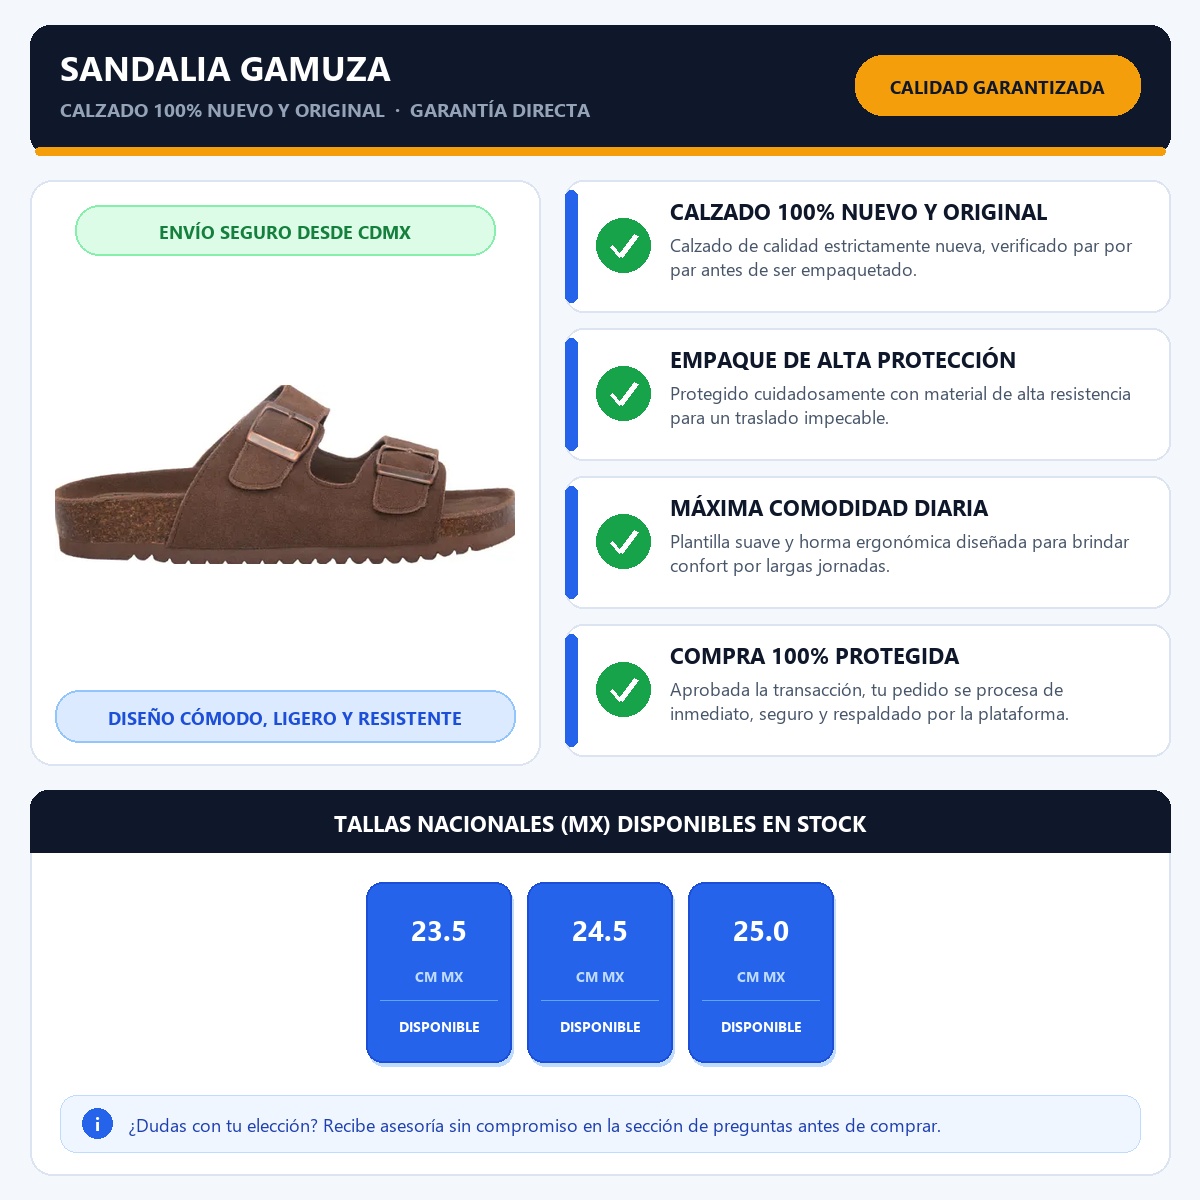 SANDALIA GAMUZA
CALZADO 100% NUEVO Y ORIGINAL · GARANTÍA DIRECTA
CALIDAD GARANTIZADA
ENVÍO SEGURO DESDE CDMX
DISEÑO CÓMODO, LIGERO Y RESISTENTE
CALZADO 100% NUEVO Y ORIGINAL
Calzado de calidad estrictamente nueva, verificado par por
par antes de ser empaquetado.
EMPAQUE DE ALTA PROTECCIÓN
Protegido cuidadosamente con material de alta resistencia
para un traslado impecable.
MÁXIMA COMODIDAD DIARIA
Plantilla suave y horma ergonómica diseñada para brindar
confort por largas jornadas.
COMPRA 100% PROTEGIDA
Aprobada la transacción, tu pedido se procesa de
inmediato, seguro y respaldado por la plataforma.
TALLAS NACIONALES (MX) DISPONIBLES EN STOCK
23.5
CM MX
DISPONIBLE
24.5
CM MX
DISPONIBLE
25.0
CM MX
DISPONIBLE
¿Dudas con tu elección? Recibe asesoría sin compromiso en la sección de preguntas antes de comprar.